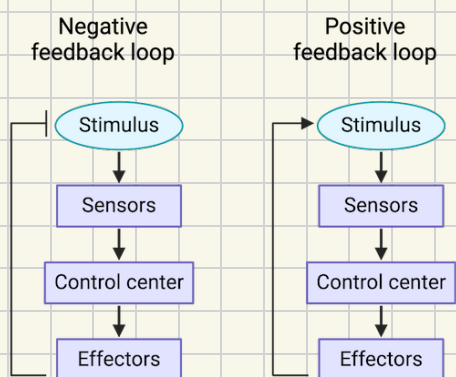 Negative
feedback loop
Stimulus
Sensors
Control center
Effectors
Positive
feedback loop
Stimulus
Sensors
Control center
Effectors